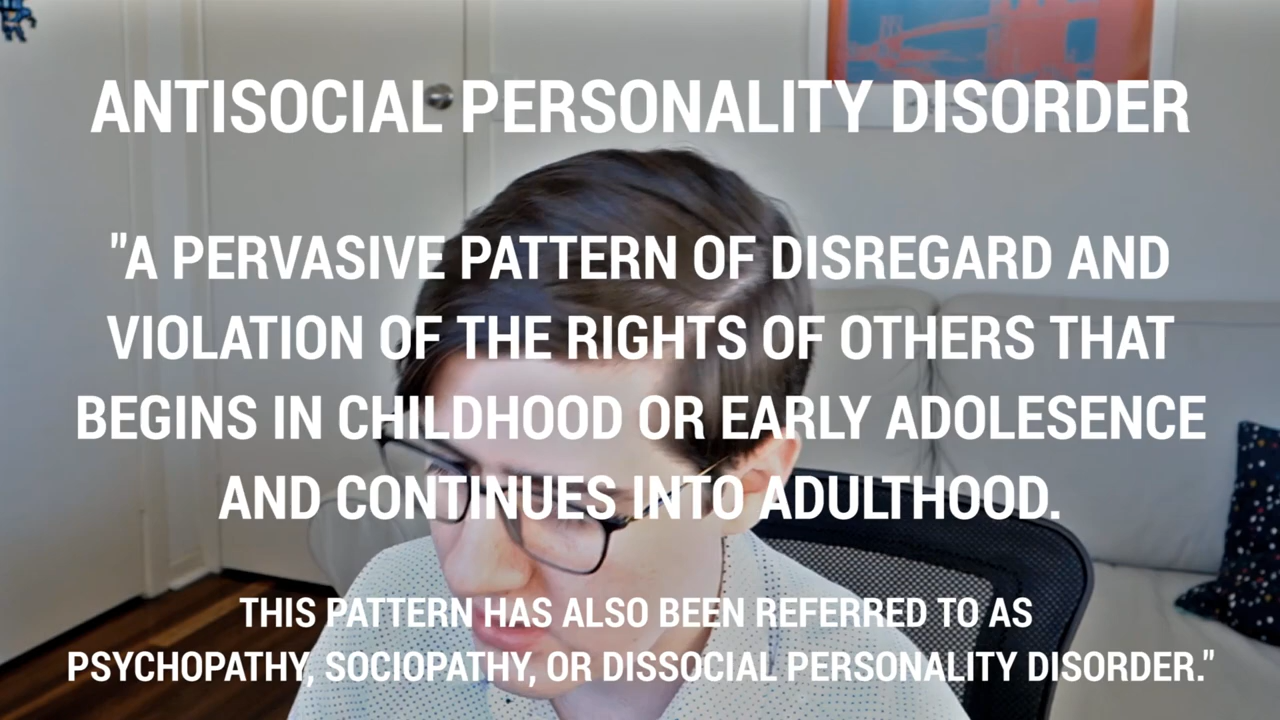 ANTISOCIAL PERSONALITY DISORDER
"A PERVASIVE PATTERN OF DISREGARD AND
VIOLATION OF THE RIGHTS OF OTHERS THAT
BEGINS IN CHILDHOOD OR EARLY ADOLESENCE
AND CONTINUES INTO ADULTHOOD.
THIS PATTERN HAS ALSO BEEN REFERRED TO AS
PSYCHOPATHY, SOCIOPATHY, OR DISSOCIAL PERSONALITY DISORDER."